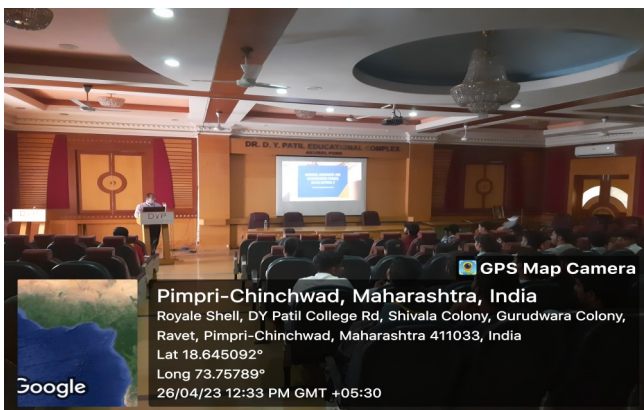 DR. D. Y. PATIL EDUCATIONAL COMPLEX
DYP
GPS Map Camera
Pimpri-Chinchwad, Maharashtra, India
Royale Shell, DY Patil College Rd, Shivala Colony, Gurudwara Colony,
Ravet, Pimpri-Chinchwad, Maharashtra 411033, India
Lat 18.645092°
Long 73.75789°
26/04/23 12:33 PM GMT +05:30
Google